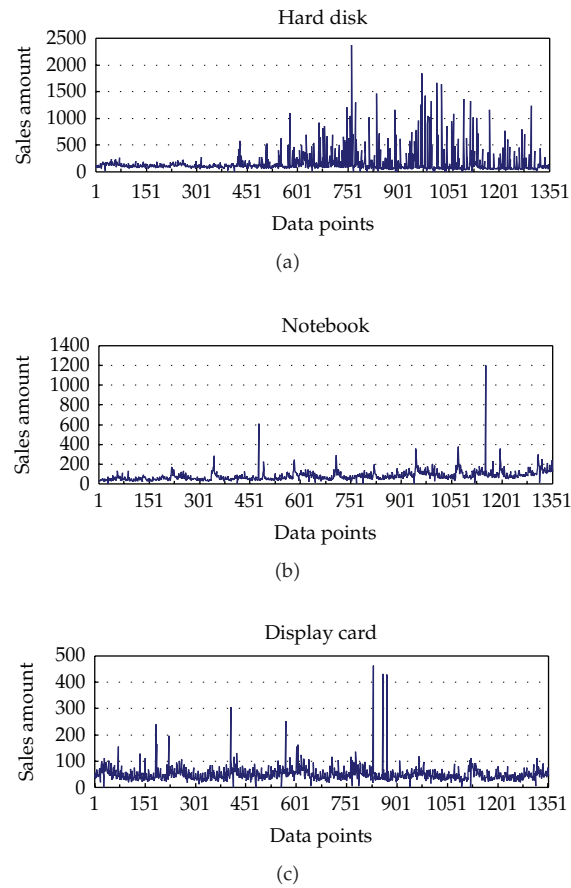 Hard disk
2500
2000
1500
1000
500
0
Sales amount
1 151 301 451 601 751 901 1051 1201 1351
Data points
(a)
Notebook
1400
1200
1000
800
600
400
200
0
Sales amount
1 151 301 451 601 751 901 1051 1201 1351
Data points
(b)
Display card
500
400
300
200
100
0
Sales amount
1 151 301 451 601 751 901 1051 1201 1351
Data points
(c)